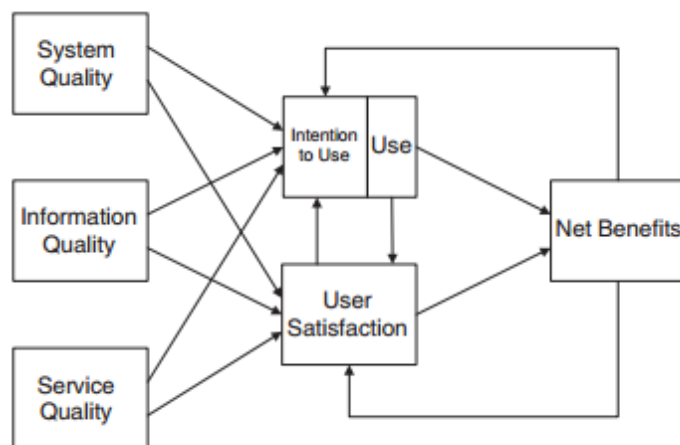 System
Quality
Intention
to Use
Use
Information
Quality
Net Benefits
User
Satisfaction
Service
Quality